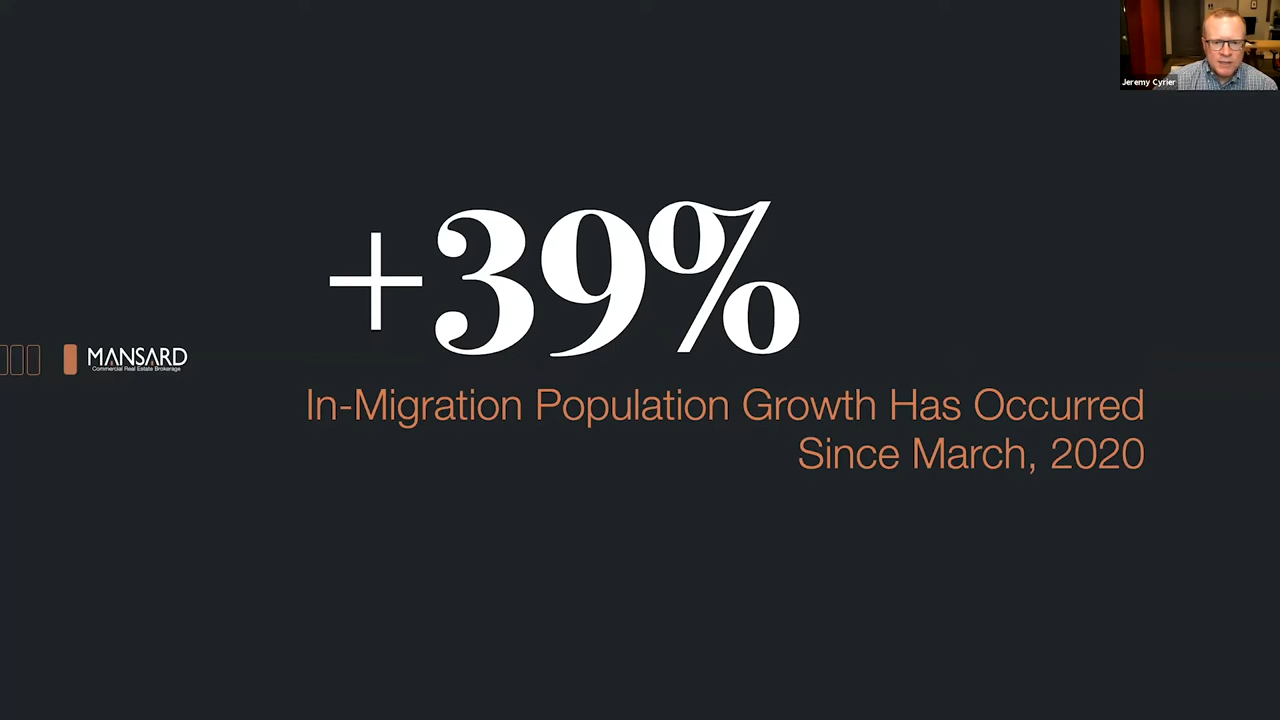 Jeremy Cyrier
+39%
MANSARD
Commercial Real Estate Brokerage
In-Migration Population Growth Has Occurred
Since March, 2020